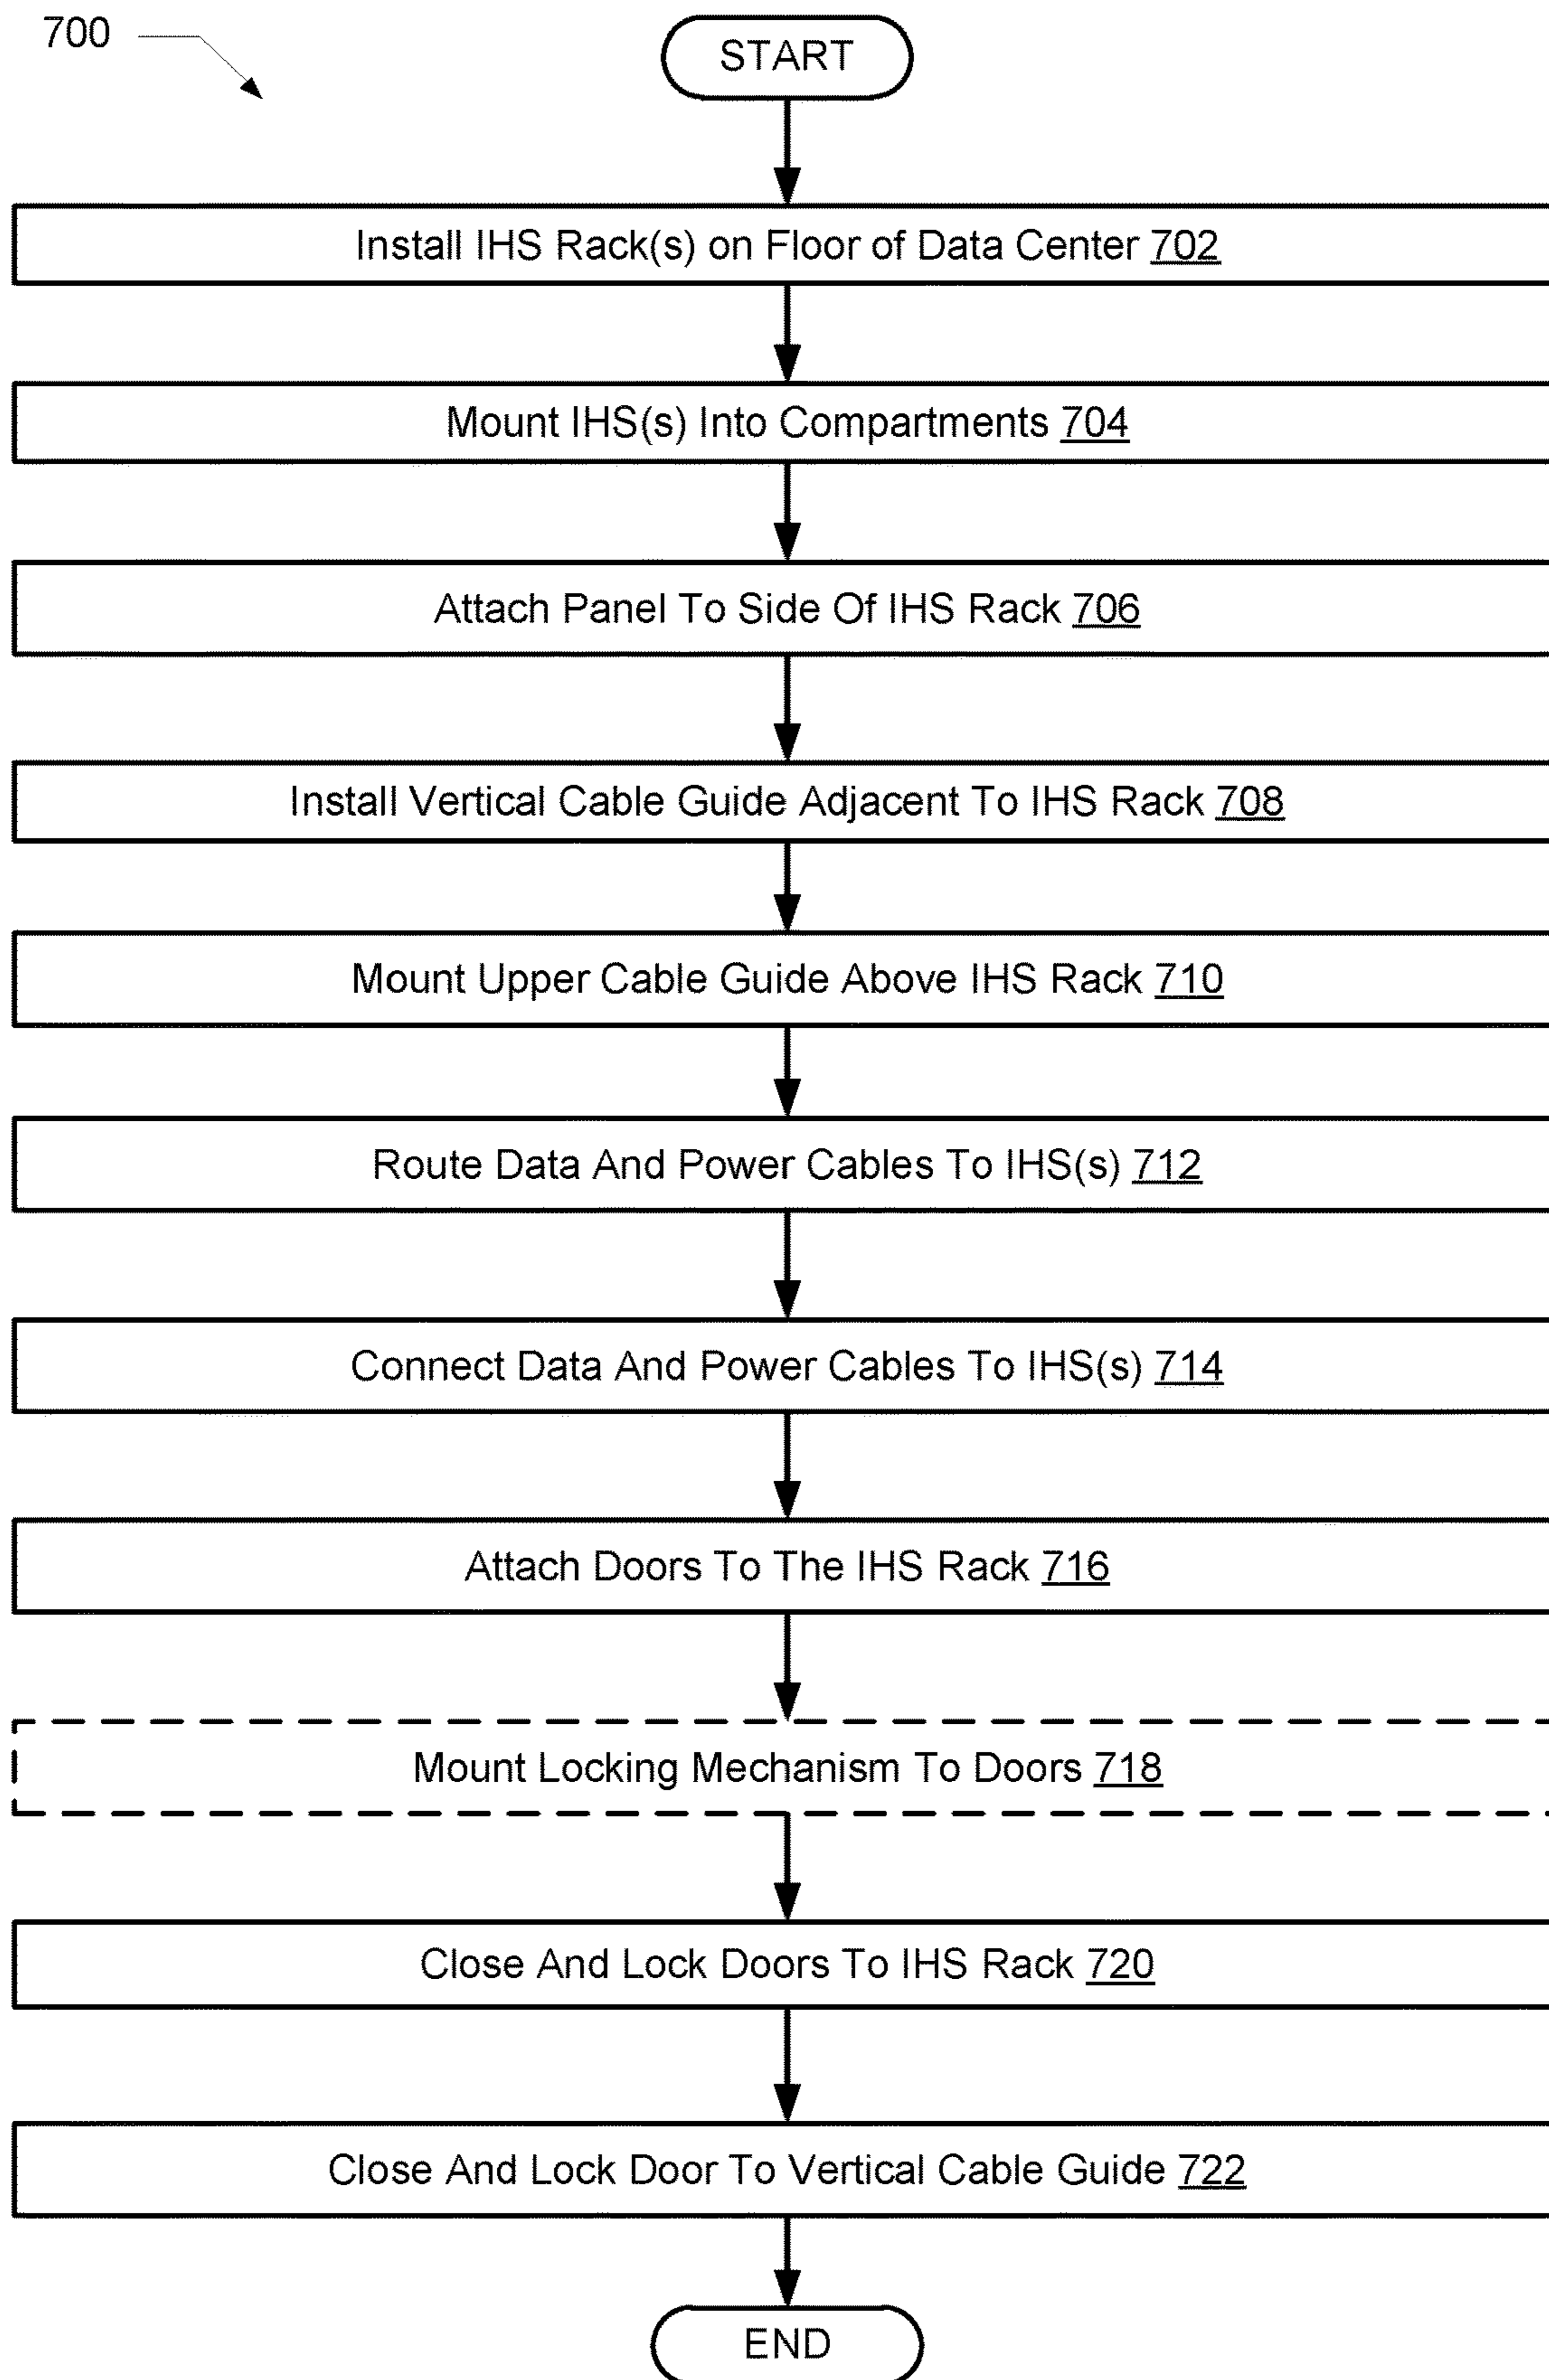 700
START
Install IHS Rack(s) on Floor of Data Center 702
Mount IHS(s) Into Compartments 704
Attach Panel To Side Of IHS Rack 706
Install Vertical Cable Guide Adjacent To IHS Rack 708
Mount Upper Cable Guide Above IHS Rack 710
Route Data And Power Cables To IHS(s) 712
Connect Data And Power Cables To IHS(s) 714
Attach Doors To The IHS Rack 716
Mount Locking Mechanism To Doors 718
Close And Lock Doors To IHS Rack 720
Close And Lock Door To Vertical Cable Guide 722
END